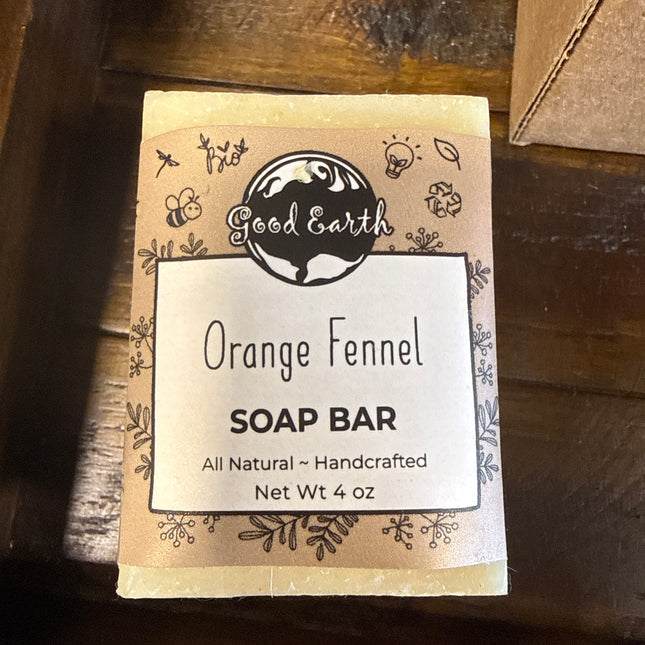 Bio
Good Earth
Orange Fennel
SOAP BAR
All Natural ~ Handcrafted
Net Wt 4 oz